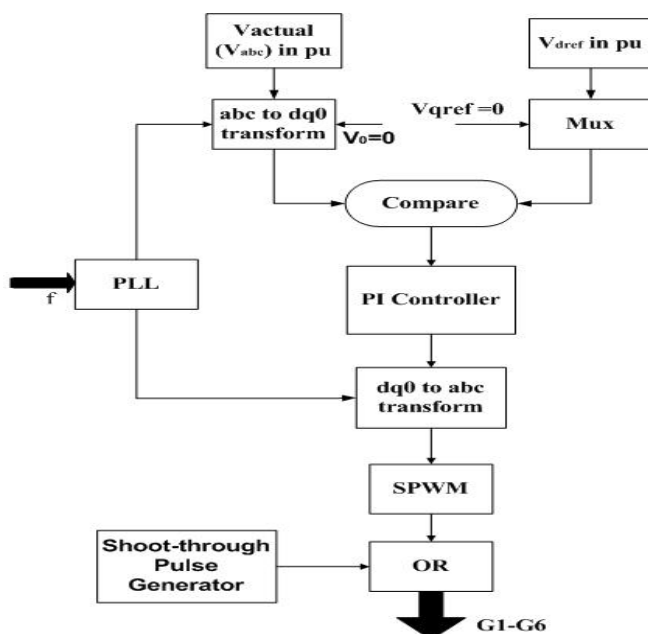 Vactual
(Vabc) in pu
Vdref in pu
abc to dq0
transform
V0=0
Vqref =0
Mux
Compare
PLL
f
PI Controller
dq0 to abc
transform
SPWM
Shoot-through
Pulse
Generator
OR
G1-G6